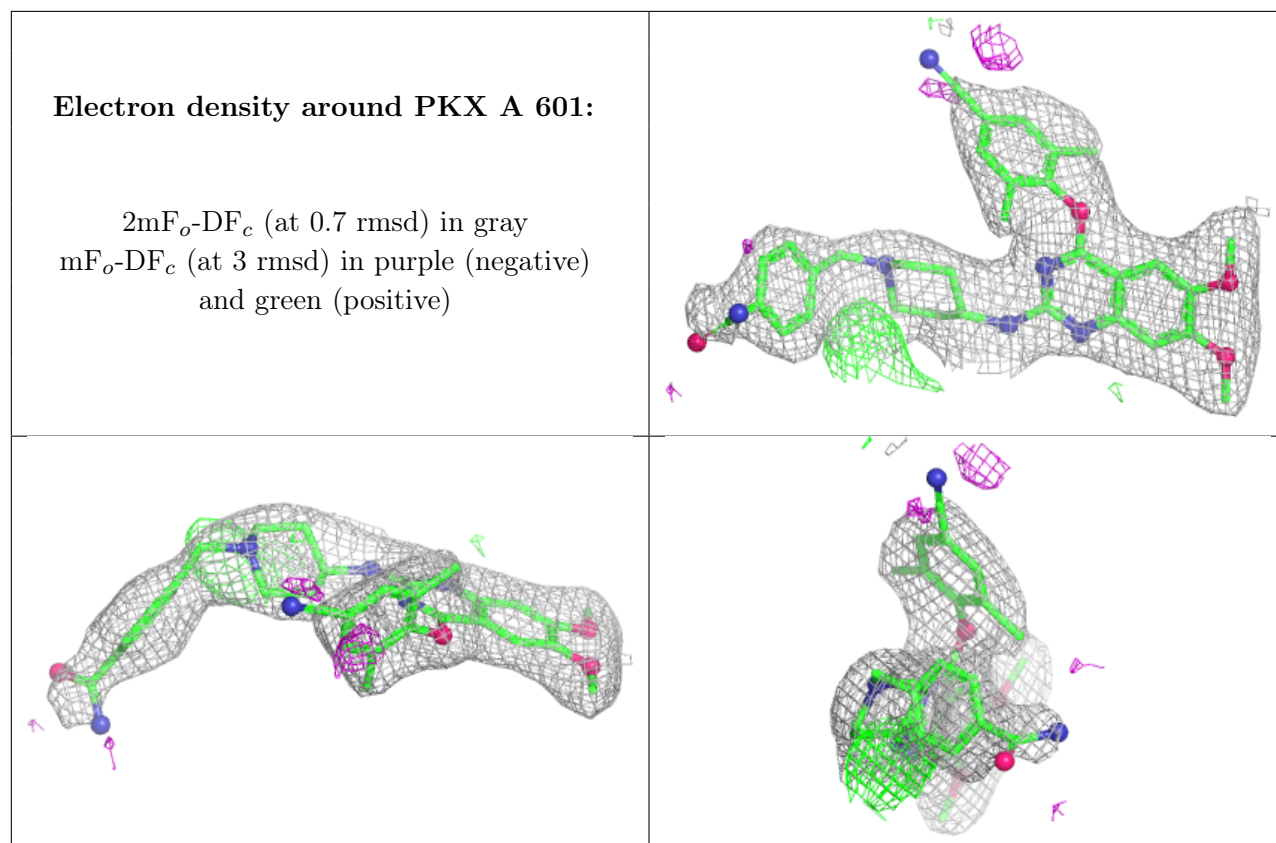 Electron density around PKX A 601:
2mFₒ-DF𝒸 (at 0.7 rmsd) in gray
mFₒ-DF𝒸 (at 3 rmsd) in purple (negative)
and green (positive)